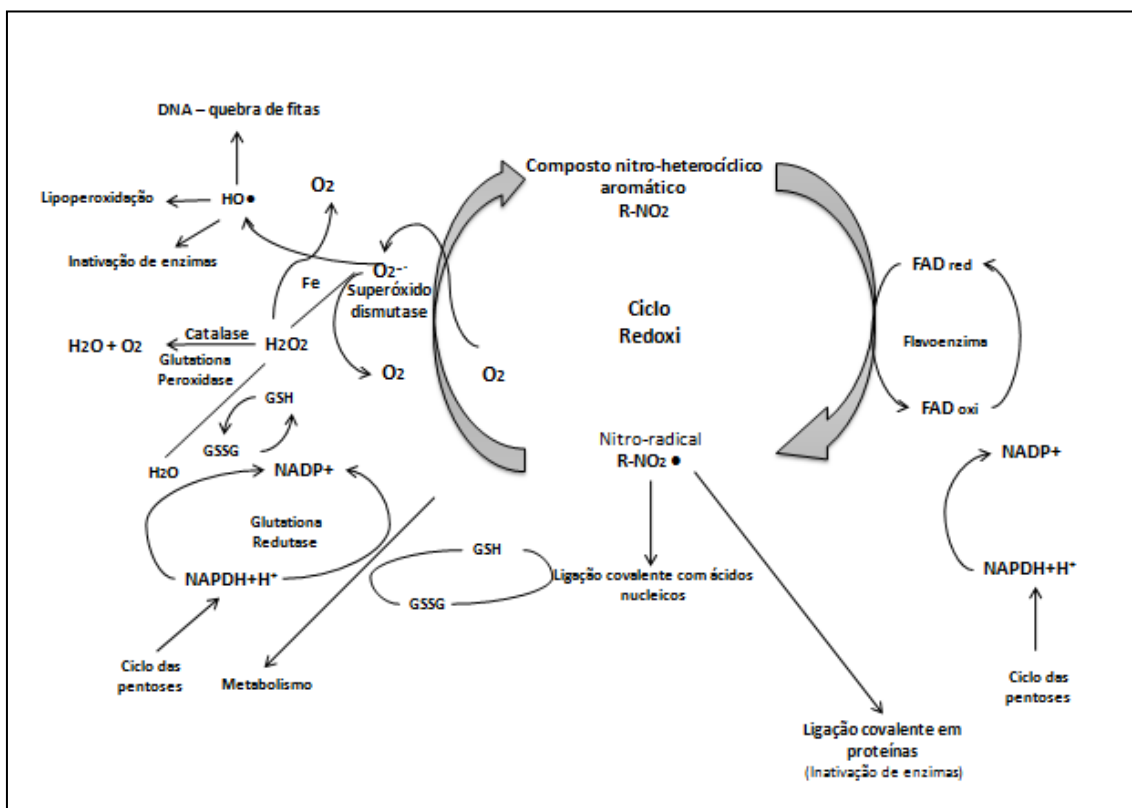 DNA – quebra de fitas
Composto nitro-heterocíclico
aromático
R-NO2
O2
Lipoperoxidação
HO●
Inativação de enzimas
O2-·
Superóxido
dismutase
Fe
FAD red
Ciclo
Redoxi
Flavoenzima
Catalase
H2O2
H2O + O2
Glutationa
Peroxidase
O2
O2
GSH
FAD oxi
Nitro-radical
R-NO2 ●
GSSG
H2O
NADP+
NADP+
Glutationa
Redutase
GSH
Ligação covalente com ácidos
nucleicos
NAPDH+H+
GSSG
NAPDH+H+
Ciclo das
pentoses
Metabolismo
Ciclo das
pentoses
Ligação covalente em
proteínas
(Inativação de enzimas)